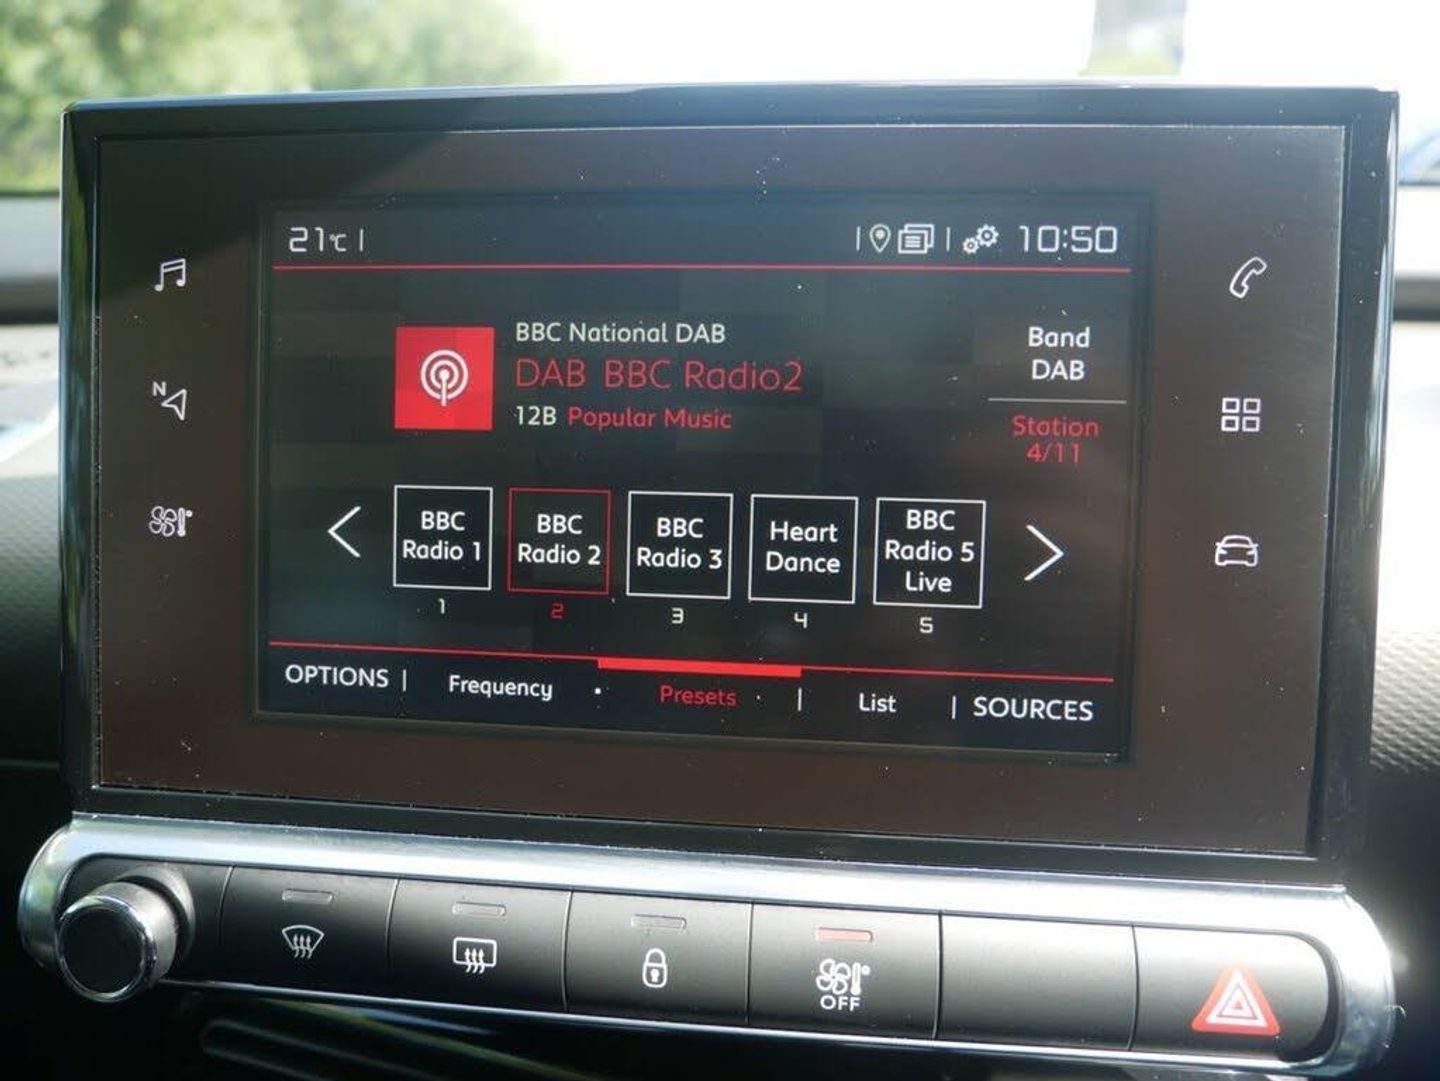 21°C |
10:50
BBC National DAB
DAB BBC Radio2
12B Popular Music
Band
DAB
Station
4/11
BBC
Radio 1
BBC
Radio 2
BBC
Radio 3
Heart
Dance
BBC
Radio 5
Live
1
2
3
4
5
OPTIONS | Frequency · Presets · | List | SOURCES
N
OFF